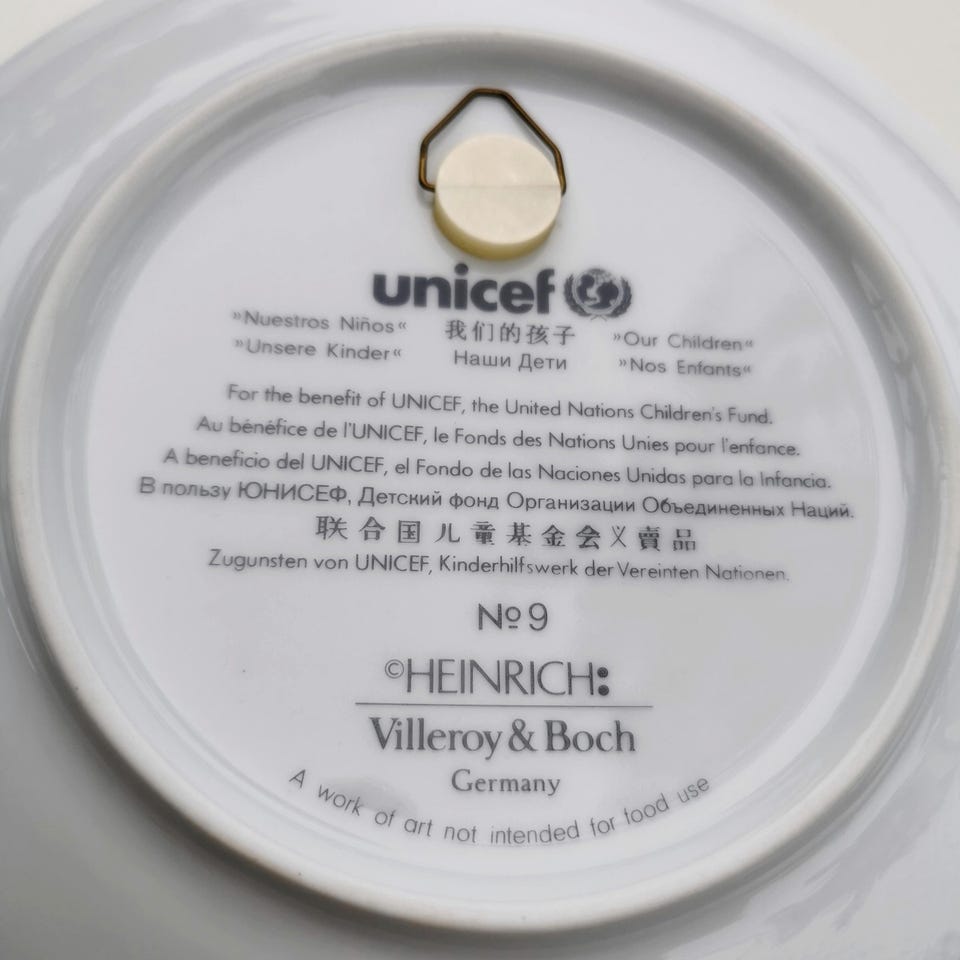 unicef
»Nuestros Niños« 我们的孩子 »Our Children«
»Unsere Kinder« Наши Дети »Nos Enfants«
For the benefit of UNICEF, the United Nations Children's Fund.
Au bénéfice de l'UNICEF, le Fonds des Nations Unies pour l'enfance.
A beneficio del UNICEF, el Fondo de las Naciones Unidas para la Infancia.
В пользу ЮНИСЕФ, Детский фонд Организации Объединенных Наций.
联合国儿童基金会义賣品
Zugunsten von UNICEF, Kinderhilfswerk der Vereinten Nationen.
№ 9
©HEINRICH:
Villeroy & Boch
Germany
A work of art not intended for food use